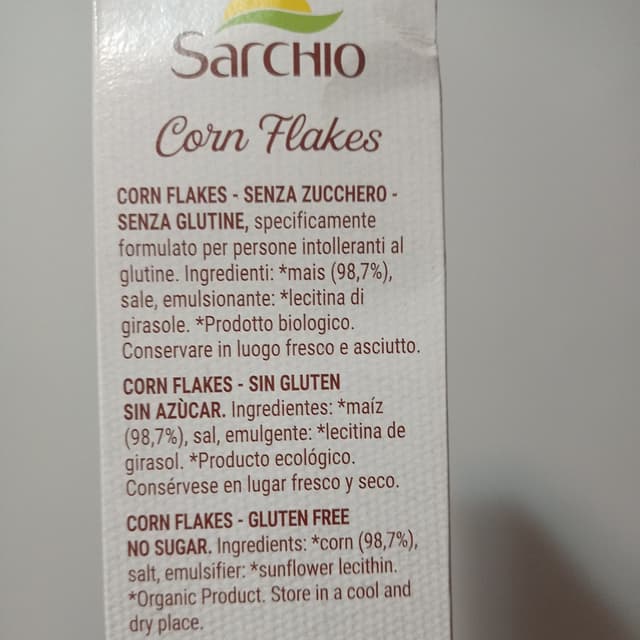 Sarchio
Corn Flakes
CORN FLAKES - SENZA ZUCCHERO -
SENZA GLUTINE, specificamente
formulato per persone intolleranti al
glutine. Ingredienti: *mais (98,7%),
sale, emulsionante: *lecitina di
girasole. *Prodotto biologico.
Conservare in luogo fresco e asciutto.
CORN FLAKES - SIN GLUTEN
SIN AZÙCAR. Ingredientes: *maíz
(98,7%), sal, emulgente: *lecitina de
girasol. *Producto ecológico.
Consérvese en lugar fresco y seco.
CORN FLAKES - GLUTEN FREE
NO SUGAR. Ingredients: *corn (98,7%),
salt, emulsifier: *sunflower lecithin.
*Organic Product. Store in a cool and
dry place.